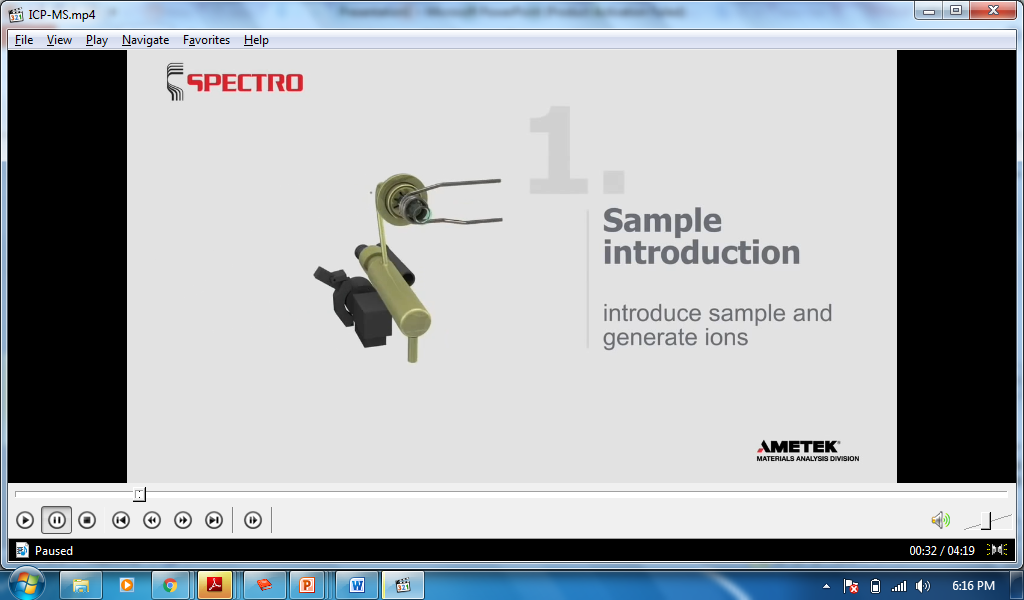 ICP-MS.mp4
File View Play Navigate Favorites Help
SPECTRO
1.
Sample
introduction
introduce sample and
generate ions
AMETEK®
MATERIALS ANALYSIS DIVISION
Paused
00:32 / 04:19
6:16 PM